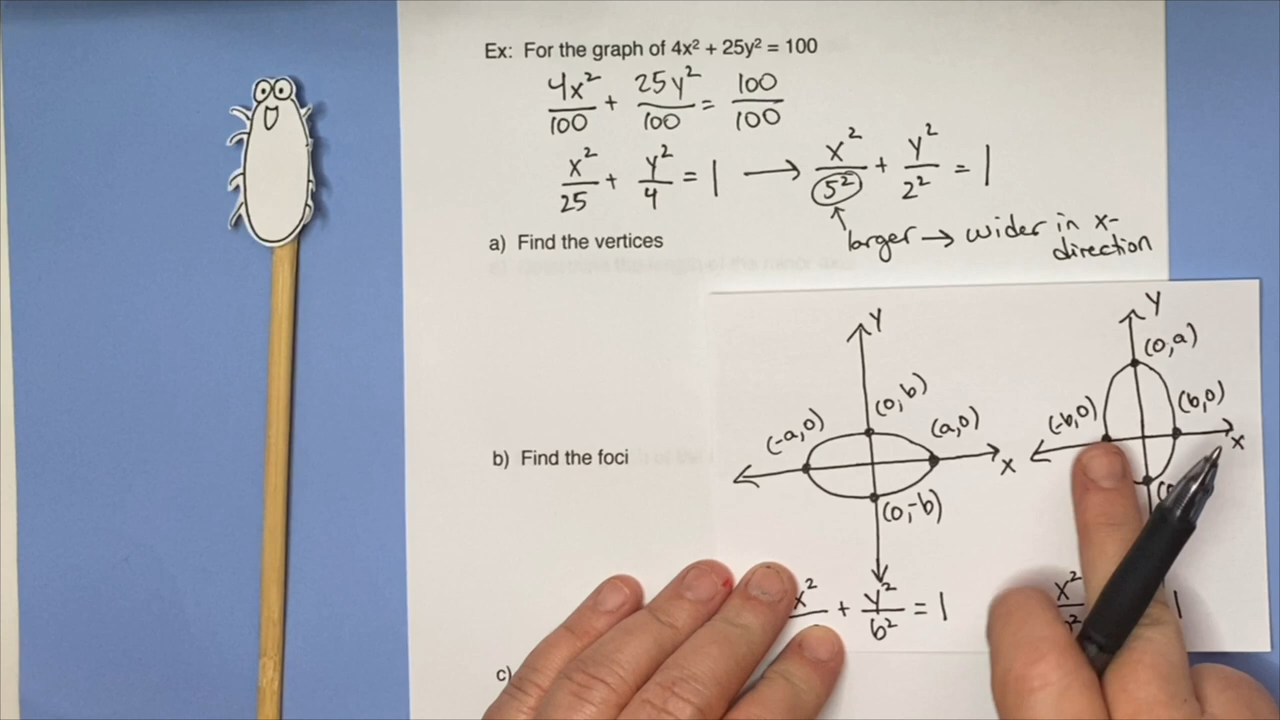 Ex: For the graph of 4x² + 25y² = 100
4x²/100 + 25y²/100 = 100/100
x²/25 + y²/4 = 1 → x²/5² + y²/2² = 1
a) Find the vertices
larger → wider in x-
direction
b) Find the foci
Y
(0,b)
(-a,0)
(a,0)
X
(0,-b)
x² + y²/b² = 1
Y
(0,a)
(-b,0)
(b,0)
X
(0
x² 1
c)